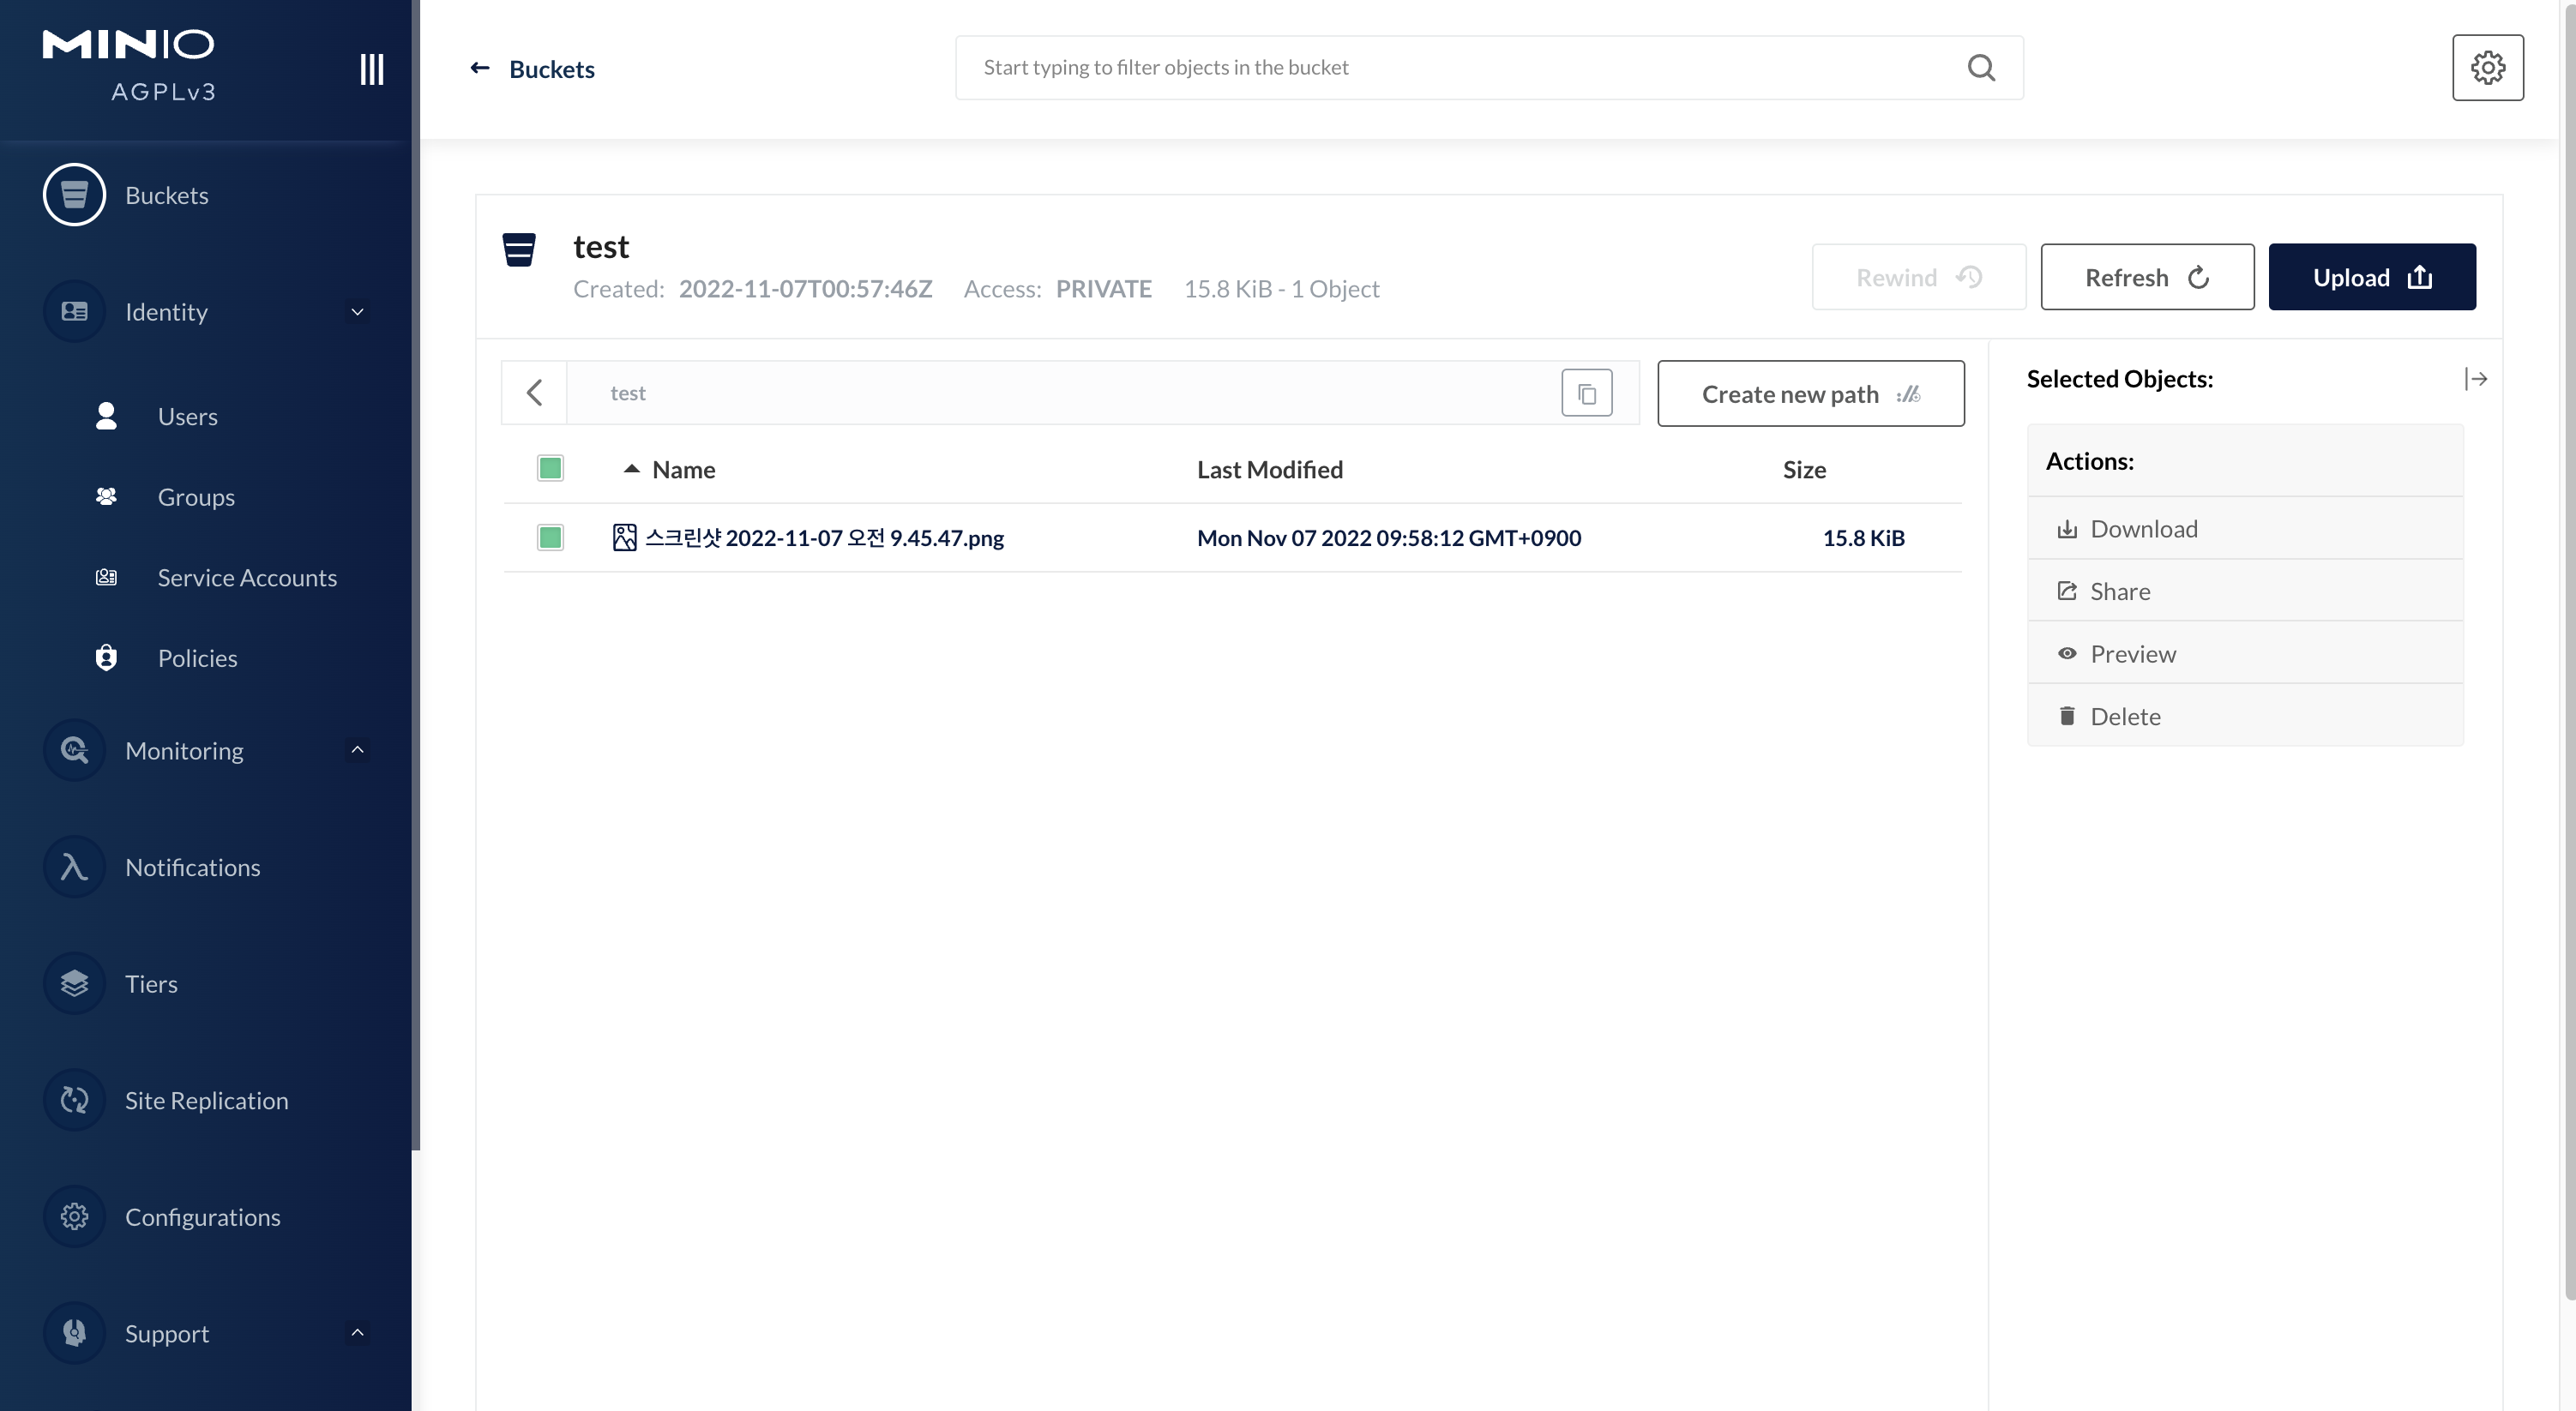 MINIO
AGPLv3
Buckets
Identity
Users
Groups
Service Accounts
Policies
Monitoring
Notifications
Tiers
Site Replication
Configurations
Support
Buckets
Start typing to filter objects in the bucket
test
Created: 2022-11-07T00:57:46Z Access: PRIVATE 15.8 KiB - 1 Object
Rewind
Refresh
Upload
test
Create new path
Name Last Modified Size
스크린샷 2022-11-07 오전 9.45.47.png Mon Nov 07 2022 09:58:12 GMT+0900 15.8 KiB
Selected Objects:
Actions:
Download
Share
Preview
Delete